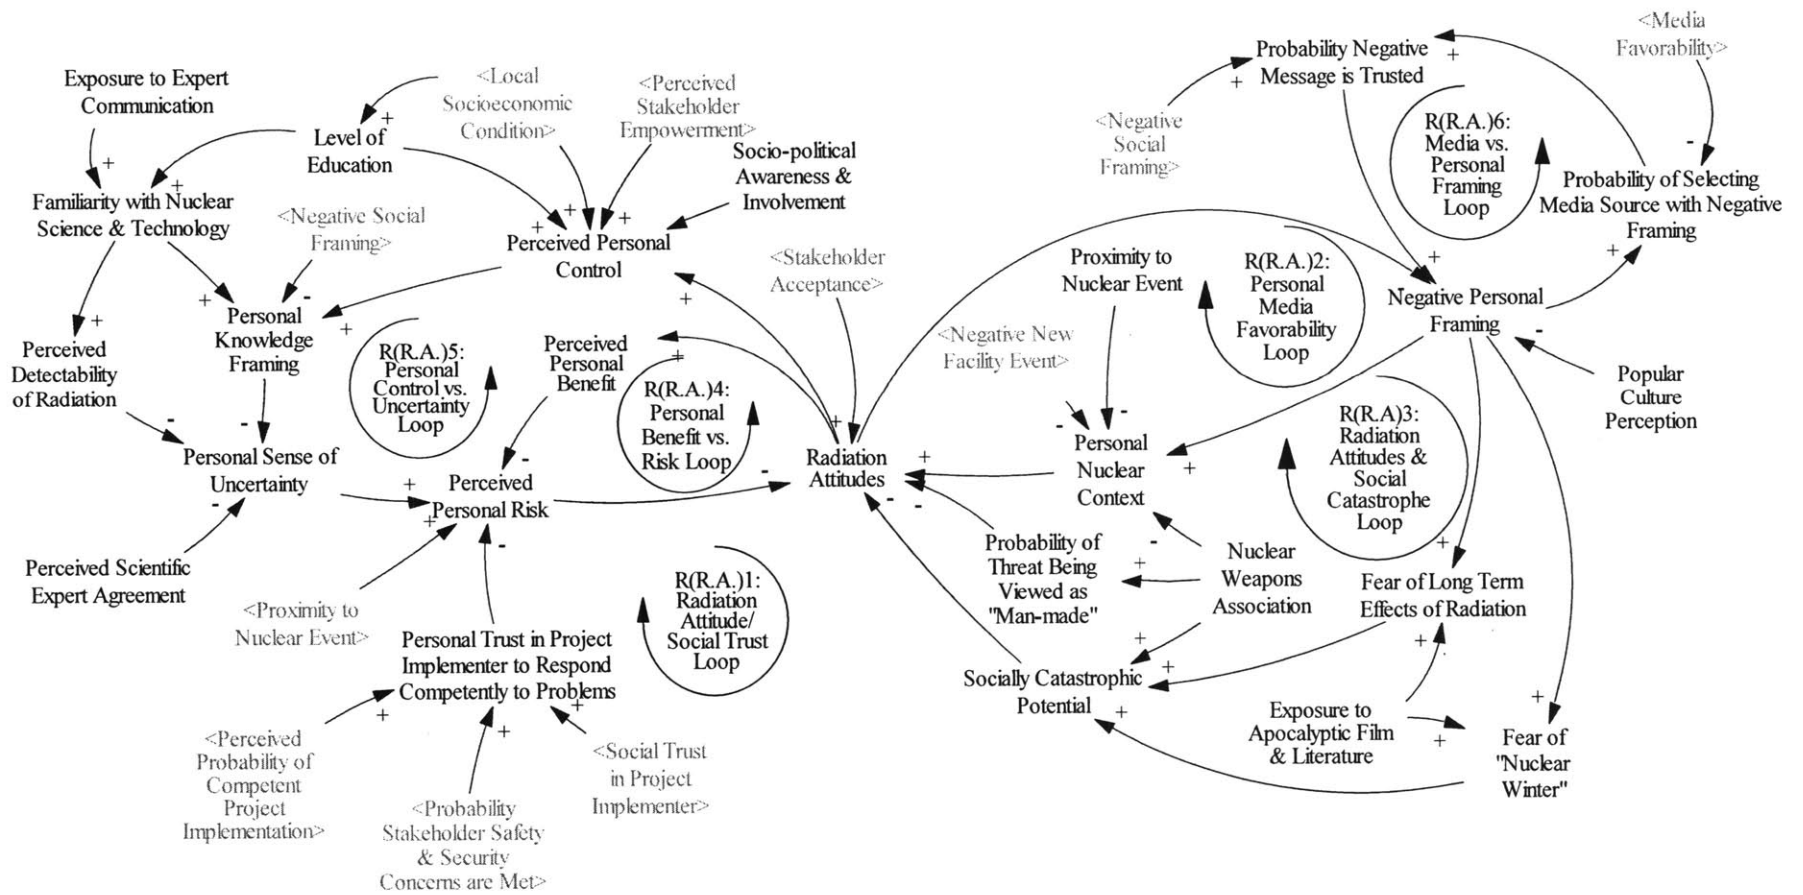 Exposure to Expert
Communication
<Local
Socioeconomic
Condition>
<Perceived
Stakeholder
Empowerment>
Level of
Education
Socio-political
Awareness &
Involvement
Familiarity with Nuclear
Science & Technology
<Negative Social
Framing>
Perceived Personal
Control
<Stakeholder
Acceptance>
Personal
Knowledge
Framing
Perceived
Detectability
of Radiation
R(R.A.)5:
Personal
Control vs.
Uncertainty
Loop
Perceived
Personal
Benefit
R(R.A.)4:
Personal
Benefit vs.
Risk Loop
Personal Sense of
Uncertainty
Perceived
Personal Risk
Radiation
Attitudes
Perceived Scientific
Expert Agreement
<Proximity to
Nuclear Event>
Personal Trust in Project
Implementer to Respond
Competently to Problems
R(R.A.)1:
Radiation
Attitude/
Social Trust
Loop
<Perceived
Probability of
Competent
Project
Implementation>
<Probability
Stakeholder Safety
& Security
Concerns are Met>
<Social Trust
in Project
Implementer>
Probability Negative
Message is Trusted
<Media
Favorability>
<Negative
Social
Framing>
R(R.A.)6:
Media vs.
Personal
Framing
Loop
Probability of Selecting
Media Source with Negative
Framing
Proximity to
Nuclear Event
R(R.A.)2:
Personal
Media
Favorability
Loop
Negative Personal
Framing
<Negative New
Facility Event>
Popular
Culture
Perception
Personal
Nuclear
Context
R(R.A)3:
Radiation
Attitudes &
Social
Catastrophe
Loop
Probability of
Threat Being
Viewed as
"Man-made"
Nuclear
Weapons
Association
Fear of Long Term
Effects of Radiation
Socially Catastrophic
Potential
Exposure to
Apocalyptic Film
& Literature
Fear of
"Nuclear
Winter"